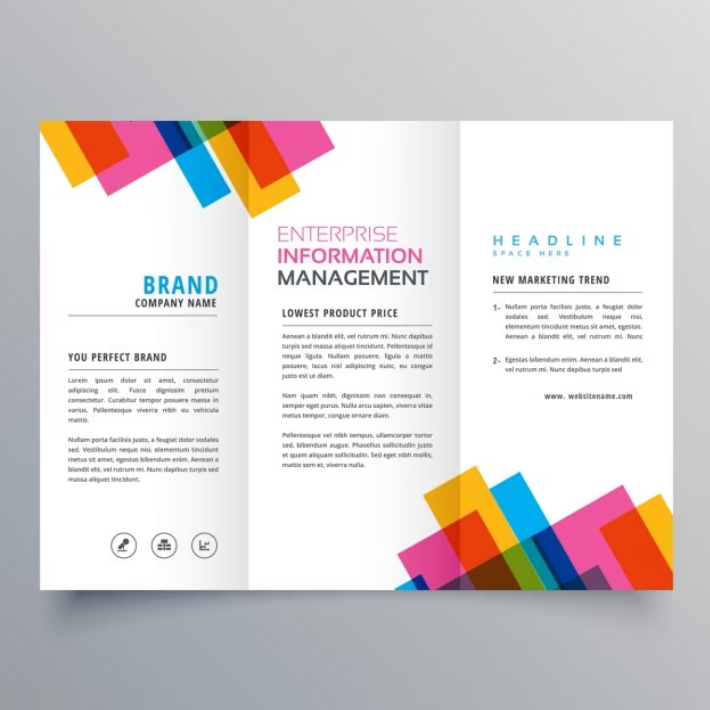 BRAND
COMPANY NAME
YOU PERFECT BRAND
Lorem ipsum dolor sit amet, consectetur
adipiscing elit. Fusce dignissim pretium
consectetur. Curabitur tempor posuere massa in
varius. Pellentesque viverra nibh eu vehicula
mattis.
Nullam porta facilisis justo, a feugiat dolor sodales
sed. Vestibulum neque nisi, elementum tincidunt
metus sit amet, egestas. Aenean a
blandit elit, vel rutrum mi. Nunc dapibus turpis sed
massa aliquet tincidunt.
ENTERPRISE
INFORMATION
MANAGEMENT
LOWEST PRODUCT PRICE
Aenean a blandit elit, vel rutrum mi. Nunc dapibus
turpis sed massa aliquet tincidunt. Pellentesque id
neque ligula. Nullam posuere, ligula a mattis
posuere, lacus nisl adipiscing nunc, eu congue
justo est ut diam.
Nam quam nibh, dignissim non consequat in,
semper eget purus. Nulla arcu sapien, viverra vitae
metus tempor, congue ornare diam.
Pellentesque vel nibh tempus, ullamcorper tortor
sed, bibendum augue. Phasellus sollicitudin justo
et quam aliquam sollicitudin. Sed eget nibh mollis,
mattis sem et, viverra nulla.
HEADLINE
SPACE HERE
NEW MARKETING TREND
1- Nullam porta facilisis justo, a feugiat dolor
sodales sed. Vestibulum neque nisi,
elementum tincidunt metus sit amet, egestas.
Aenean a blandit elit, vel rutrum mi. Nunc
2- Egestas bibendum enim. Aenean a blandit elit,
vel rutrum mi. Nunc dapibus turpis sed
www. websitename.com